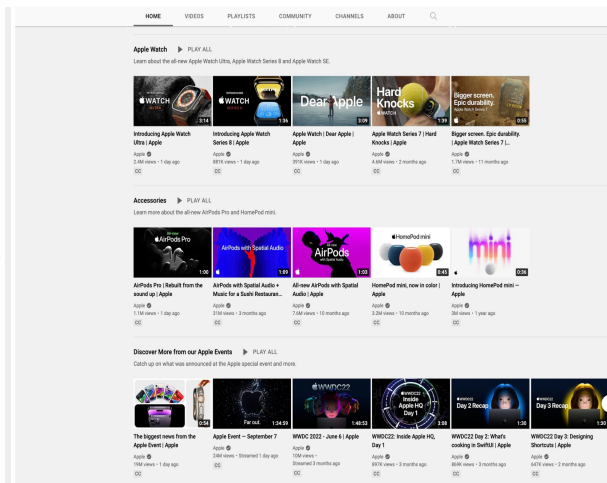 HOME VIDEOS PLAYLISTS COMMUNITY CHANNELS ABOUT
Apple Watch PLAY ALL
Learn about the all-new Apple Watch Ultra, Apple Watch Series 8 and Apple Watch SE.
WATCH
3:14
WATCH
1:36
Dear Apple
3:09
Hard
Knocks
WATCH
1:39
Bigger screen.
Epic durability.
0:55
Introducing Apple Watch
Ultra | Apple
Apple
2.4M views • 1 day ago
CC
Introducing Apple Watch
Series 8 | Apple
Apple
881K views • 1 day ago
CC
Apple Watch | Dear Apple |
Apple
Apple
391K views • 1 day ago
CC
Apple Watch Series 7 | Hard
Knocks | Apple
Apple
4.6M views • 2 months ago
CC
Bigger screen. Epic durability.
| Apple Watch Series 7 |...
Apple
1.7M views • 11 months ago
CC
Accessories PLAY ALL
Learn more about the all-new AirPods Pro and HomePod mini.
All-new
AirPods Pro
1:00
AirPods with Spatial Audio
1:09
All-new
AirPods
with Spatial Audio
1:03
HomePod mini
0:45
mini
0:36
AirPods Pro | Rebuilt from the
sound up | Apple
Apple
1.1M views • 1 day ago
CC
AirPods with Spatial Audio +
Music for a Sushi Restauran...
Apple
31M views • 3 months ago
CC
All-new AirPods with Spatial
Audio | Apple
Apple
7.6M views • 10 months ago
CC
HomePod mini, now in color |
Apple
Apple
3.2M views • 10 months ago
CC
Introducing HomePod mini —
Apple
Apple
3M views • 1 year ago
CC
Discover More from our Apple Events PLAY ALL
Catch up on what was announced at the Apple special event and more.
0:54
Far out.
1:34:59
WWDC22
1:48:53
WWDC22
Inside
Apple HQ
Day 1
3:08
WWDC22
Day 2 Recap
1:30
WWDC22
Day 3 Recap
1:30
The biggest news from the
Apple Event | Apple
Apple
19M views • 1 day ago
CC
Apple Event — September 7
Apple
24M views • Streamed 1 day ago
CC
WWDC 2022 - June 6 | Apple
Apple
10M views •
Streamed 3 months ago
CC
WWDC22: Inside Apple HQ,
Day 1
Apple
897K views • 3 months ago
CC
WWDC22 Day 2: What's
cooking in SwiftUI | Apple
Apple
869K views • 3 months ago
CC
WWDC22 Day 3: Designing
Shortcuts | Apple
Apple
647K views • 2 months ago
CC